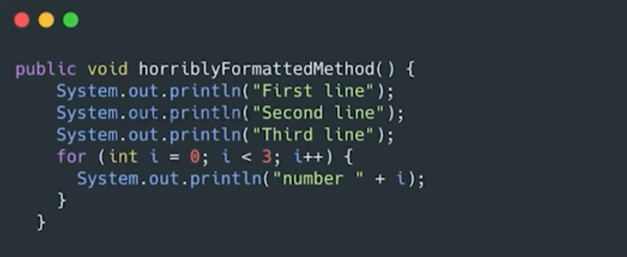 public void horriblyFormattedMethod() {
    System.out.println("First line");
    System.out.println("Second line");
    System.out.println("Third line");
    for (int i = 0; i < 3; i++) {
      System.out.println("number " + i);
    }
  }